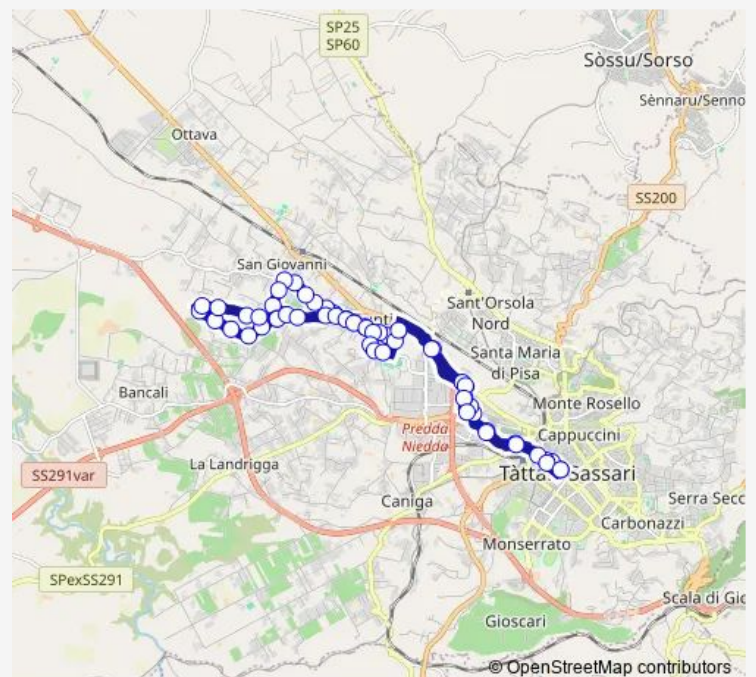 SP25
SP60
Sòssu/Sorso
Sènnaru/Senno
Ottava
SS200
San Giovanni
Sant'Orsola
Nord
Santa Maria
di Pisa
Bancali
Monte Rosello
Predda
Niedda
Cappuccini
La Landrigga
SS291var
Sassari
Serra Secc
Caniga
Carbonazzi
Monserrato
SPexSS291
Scala di Gio
Gioscari
© OpenStreetMap contributors